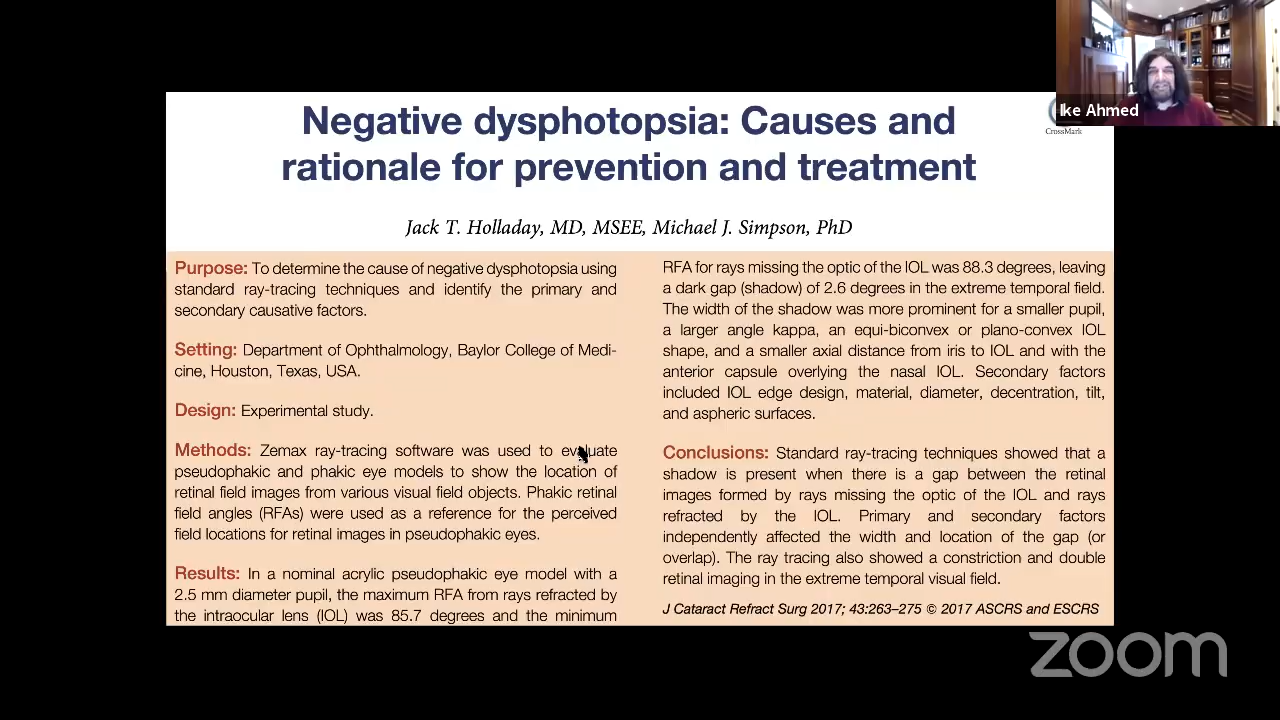 Negative dysphotopsia: Causes and
rationale for prevention and treatment
Ike Ahmed
CrossMark
Jack T. Holladay, MD, MSEE, Michael J. Simpson, PhD
Purpose: To determine the cause of negative dysphotopsia using
standard ray-tracing techniques and identify the primary and
secondary causative factors.
Setting: Department of Ophthalmology, Baylor College of Medi-
cine, Houston, Texas, USA.
Design: Experimental study.
Methods: Zemax ray-tracing software was used to evaluate
pseudophakic and phakic eye models to show the location of
retinal field images from various visual field objects. Phakic retinal
field angles (RFAs) were used as a reference for the perceived
field locations for retinal images in pseudophakic eyes.
Results: In a nominal acrylic pseudophakic eye model with a
2.5 mm diameter pupil, the maximum RFA from rays refracted by
the intraocular lens (IOL) was 85.7 degrees and the minimum
RFA for rays missing the optic of the IOL was 88.3 degrees, leaving
a dark gap (shadow) of 2.6 degrees in the extreme temporal field.
The width of the shadow was more prominent for a smaller pupil,
a larger angle kappa, an equi-biconvex or plano-convex IOL
shape, and a smaller axial distance from iris to IOL and with the
anterior capsule overlying the nasal IOL. Secondary factors
included IOL edge design, material, diameter, decentration, tilt,
and aspheric surfaces.
Conclusions: Standard ray-tracing techniques showed that a
shadow is present when there is a gap between the retinal
images formed by rays missing the optic of the IOL and rays
refracted by the IOL. Primary and secondary factors
independently affected the width and location of the gap (or
overlap). The ray tracing also showed a constriction and double
retinal imaging in the extreme temporal visual field.
J Cataract Refract Surg 2017; 43:263–275 © 2017 ASCRS and ESCRS
zoom